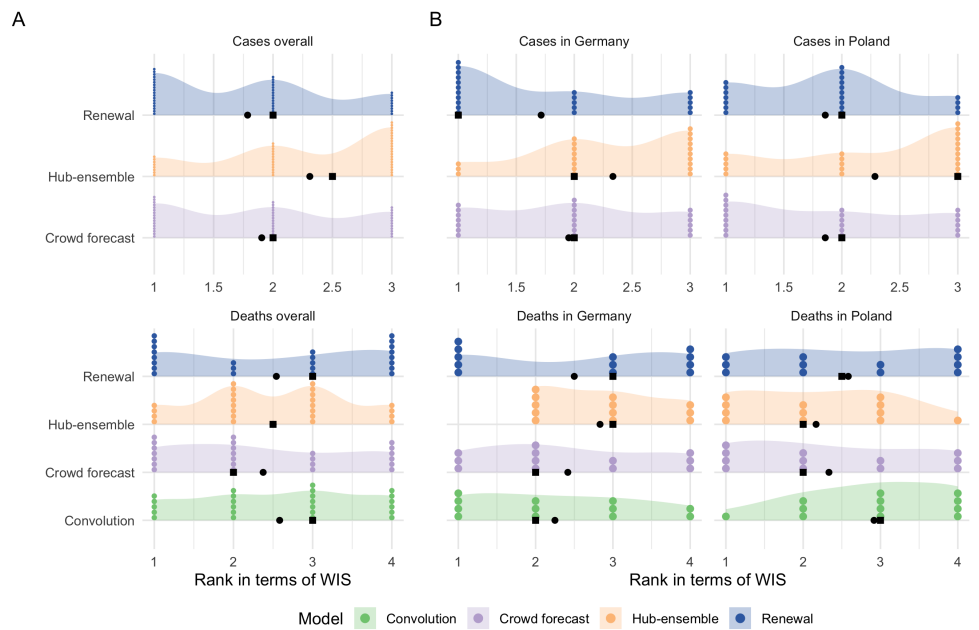 A
B
Cases overall
Cases in Germany
Cases in Poland
Renewal
Hub-ensemble
Crowd forecast
1 1.5 2 2.5 3
1 1.5 2 2.5 3
1 1.5 2 2.5 3
Deaths overall
Deaths in Germany
Deaths in Poland
Renewal
Hub-ensemble
Crowd forecast
Convolution
1 2 3 4
1 2 3 4
1 2 3 4
Rank in terms of WIS
Rank in terms of WIS
Model Convolution Crowd forecast Hub-ensemble Renewal